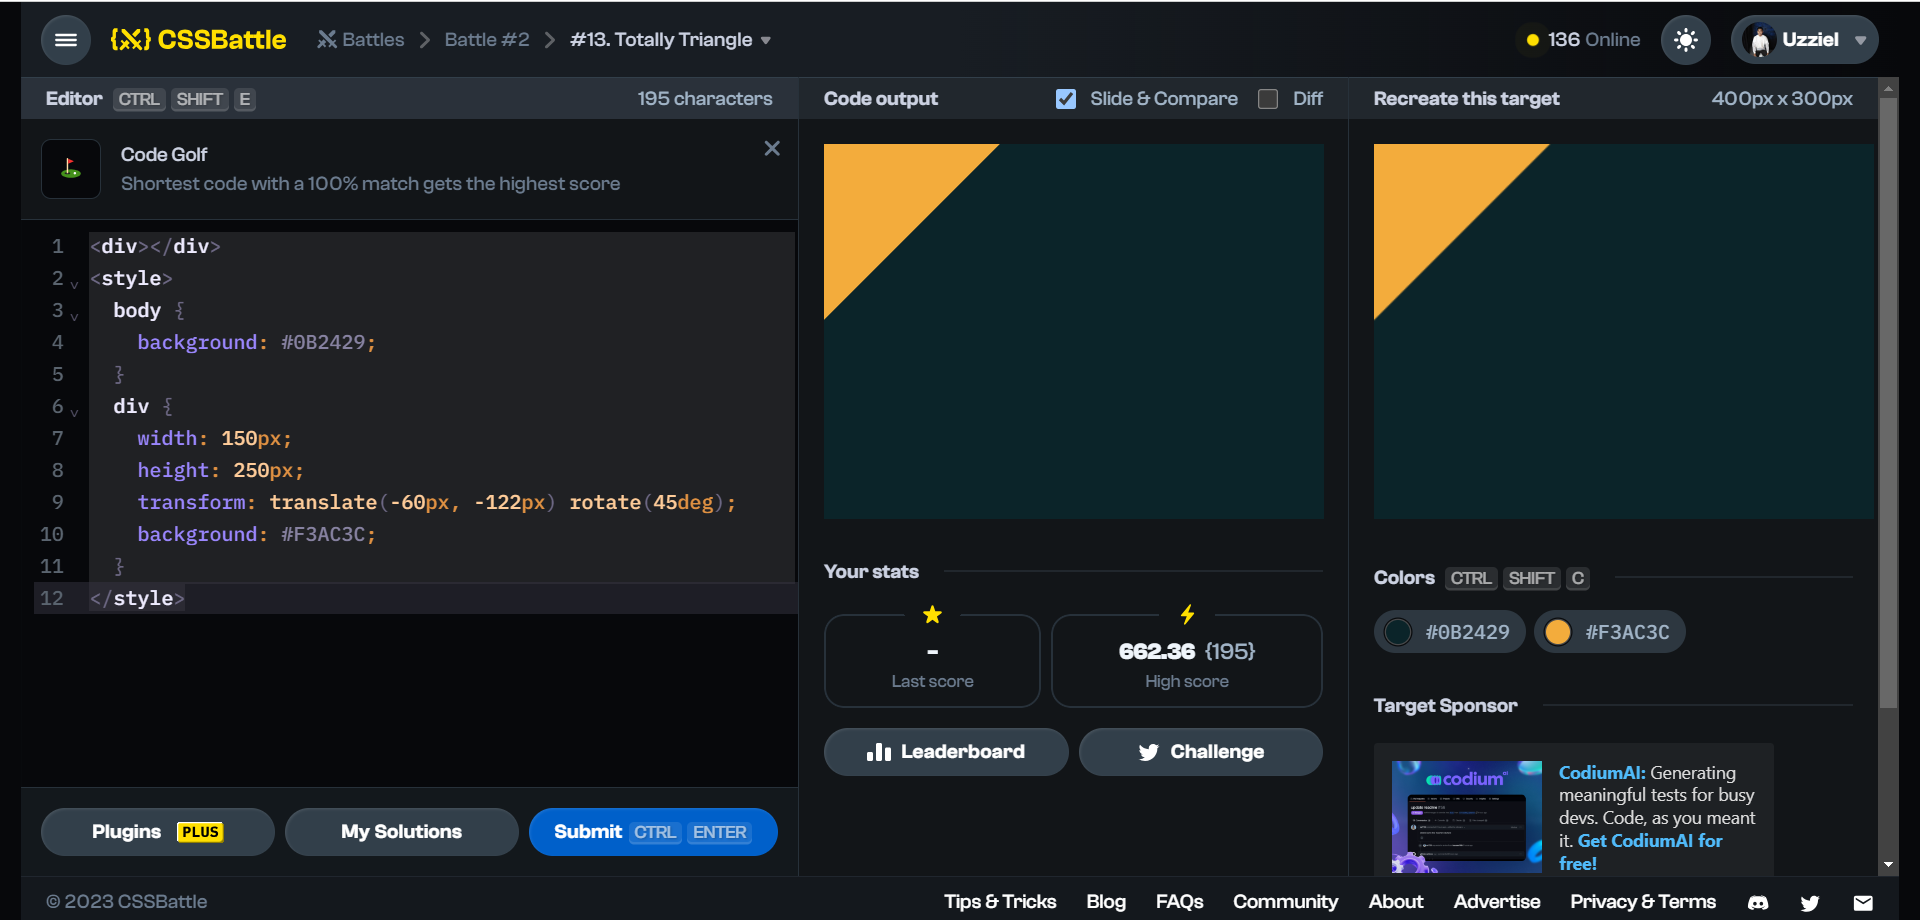 {X} CSSBattle
Battles
Battle #2
#13. Totally Triangle
136 Online
Uzziel
Editor CTRL SHIFT E
195 characters
Code Golf
Shortest code with a 100% match gets the highest score
1 <div></div>
2 <style>
3 body {
4 background: #0B2429;
5 }
6 div {
7 width: 150px;
8 height: 250px;
9 transform: translate(-60px, -122px) rotate(45deg);
10 background: #F3AC3C;
11 }
12 </style>
Plugins PLUS
My Solutions
Submit CTRL ENTER
Code output
Slide & Compare
Diff
Your stats
-
Last score
662.36 {195}
High score
Leaderboard
Challenge
Recreate this target
400px x 300px
Colors CTRL SHIFT C
#0B2429
#F3AC3C
Target Sponsor
codium
CodiumAI: Generating
meaningful tests for busy
devs. Code, as you meant
it. Get CodiumAI for
free!
© 2023 CSSBattle
Tips & Tricks
Blog
FAQs
Community
About
Advertise
Privacy & Terms